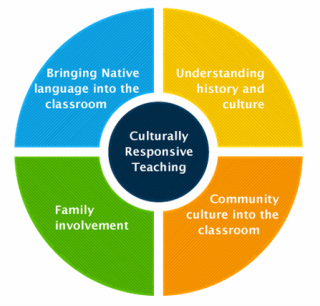 Bringing Native
language into the
classroom
Understanding
history and
culture
Culturally
Responsive
Teaching
Family
involvement
Community
culture into the
classroom